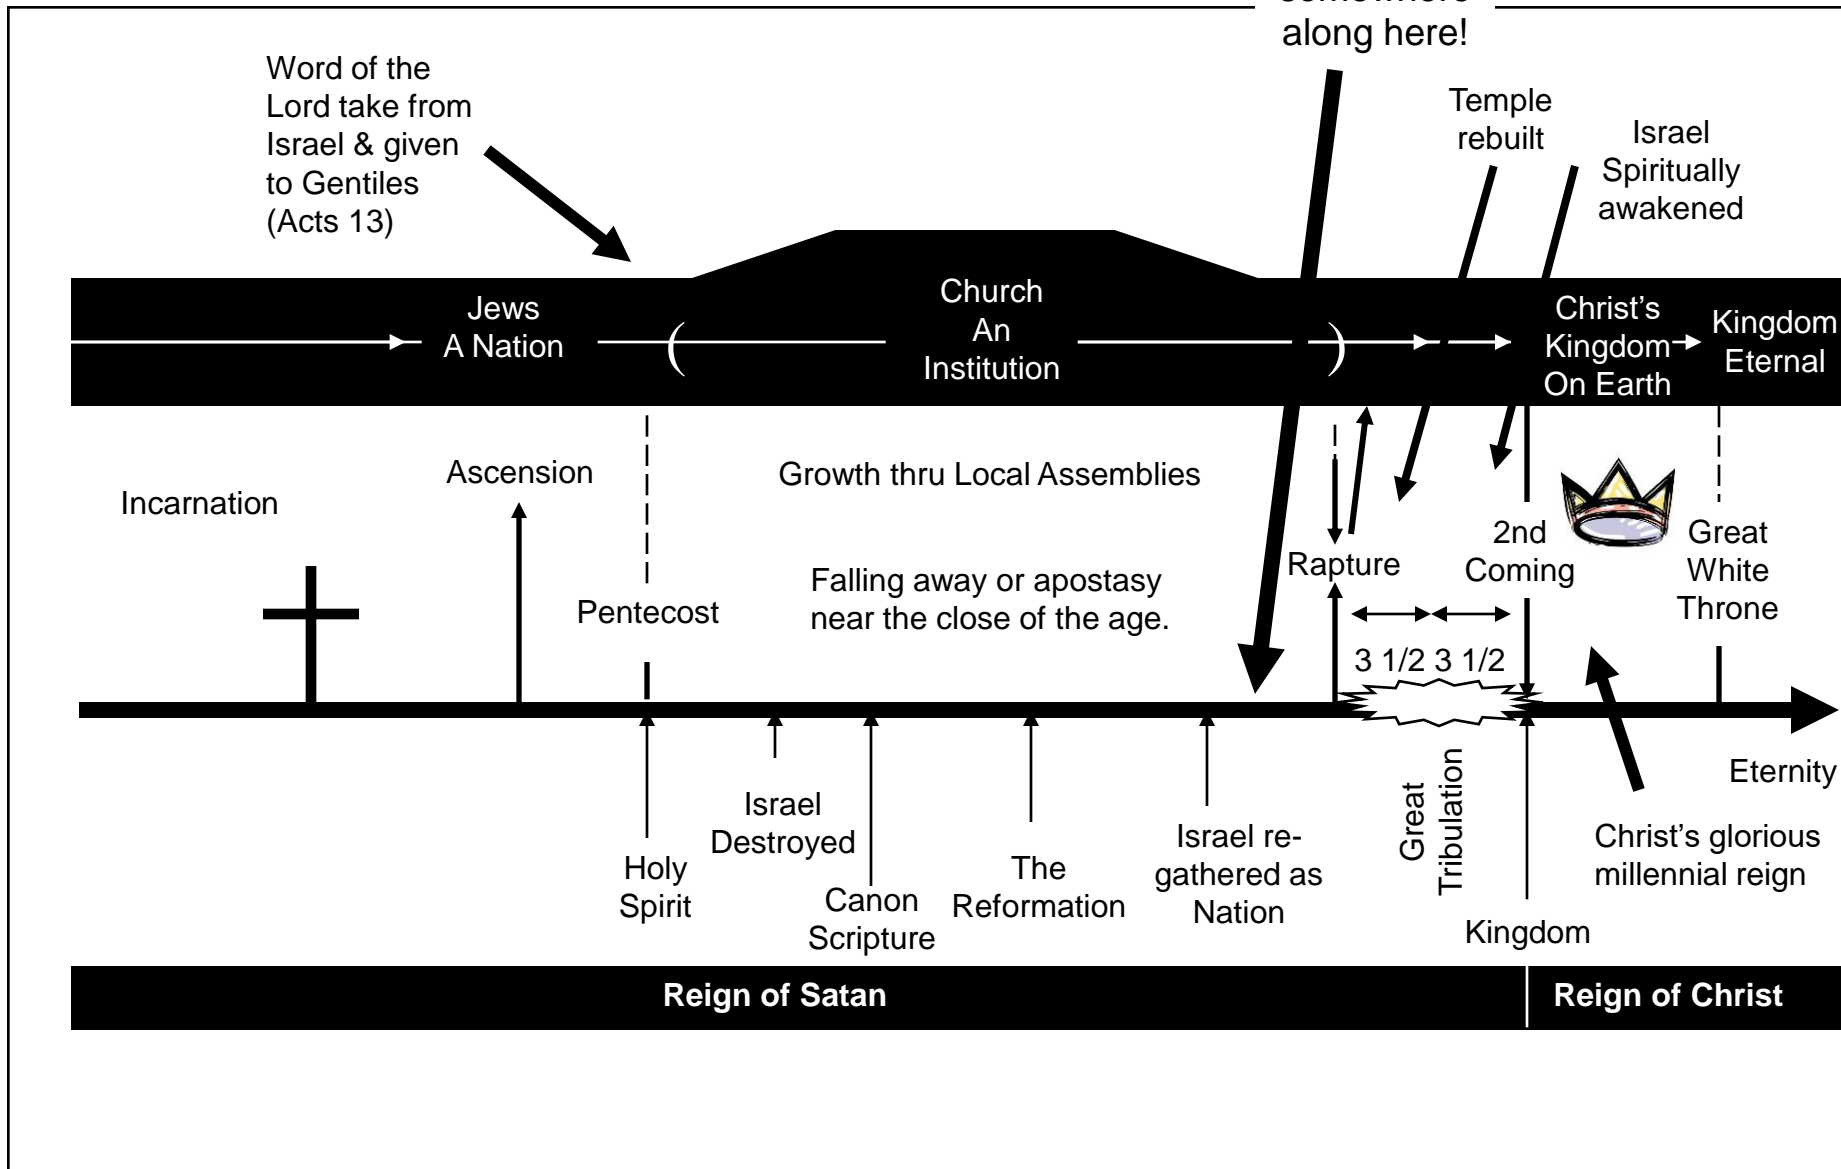 along here!
Word of the
Lord take from
Israel & given
to Gentiles
(Acts 13)
Temple
rebuilt
Israel
Spiritually
awakened
Jews
A Nation
(
Church
An
Institution
)
Christ's
Kingdom
On Earth
Kingdom
Eternal
Incarnation
Ascension
Pentecost
Growth thru Local Assemblies
Falling away or apostasy
near the close of the age.
Rapture
2nd
Coming
Great
White
Throne
3 1/2 3 1/2
Holy
Spirit
Israel
Destroyed
Canon
Scripture
The
Reformation
Israel re-
gathered as
Nation
Great
Tribulation
Kingdom
Christ's glorious
millennial reign
Eternity
Reign of Satan
Reign of Christ